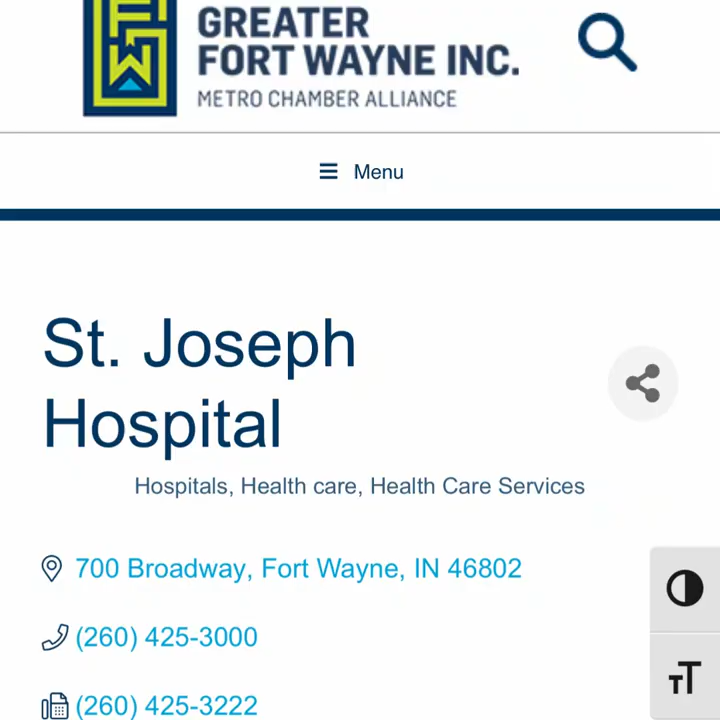 GREATER
FORT WAYNE INC.
METRO CHAMBER ALLIANCE
Menu
St. Joseph
Hospital
Hospitals, Health care, Health Care Services
700 Broadway, Fort Wayne, IN 46802
(260) 425-3000
(260) 425-3222
TT